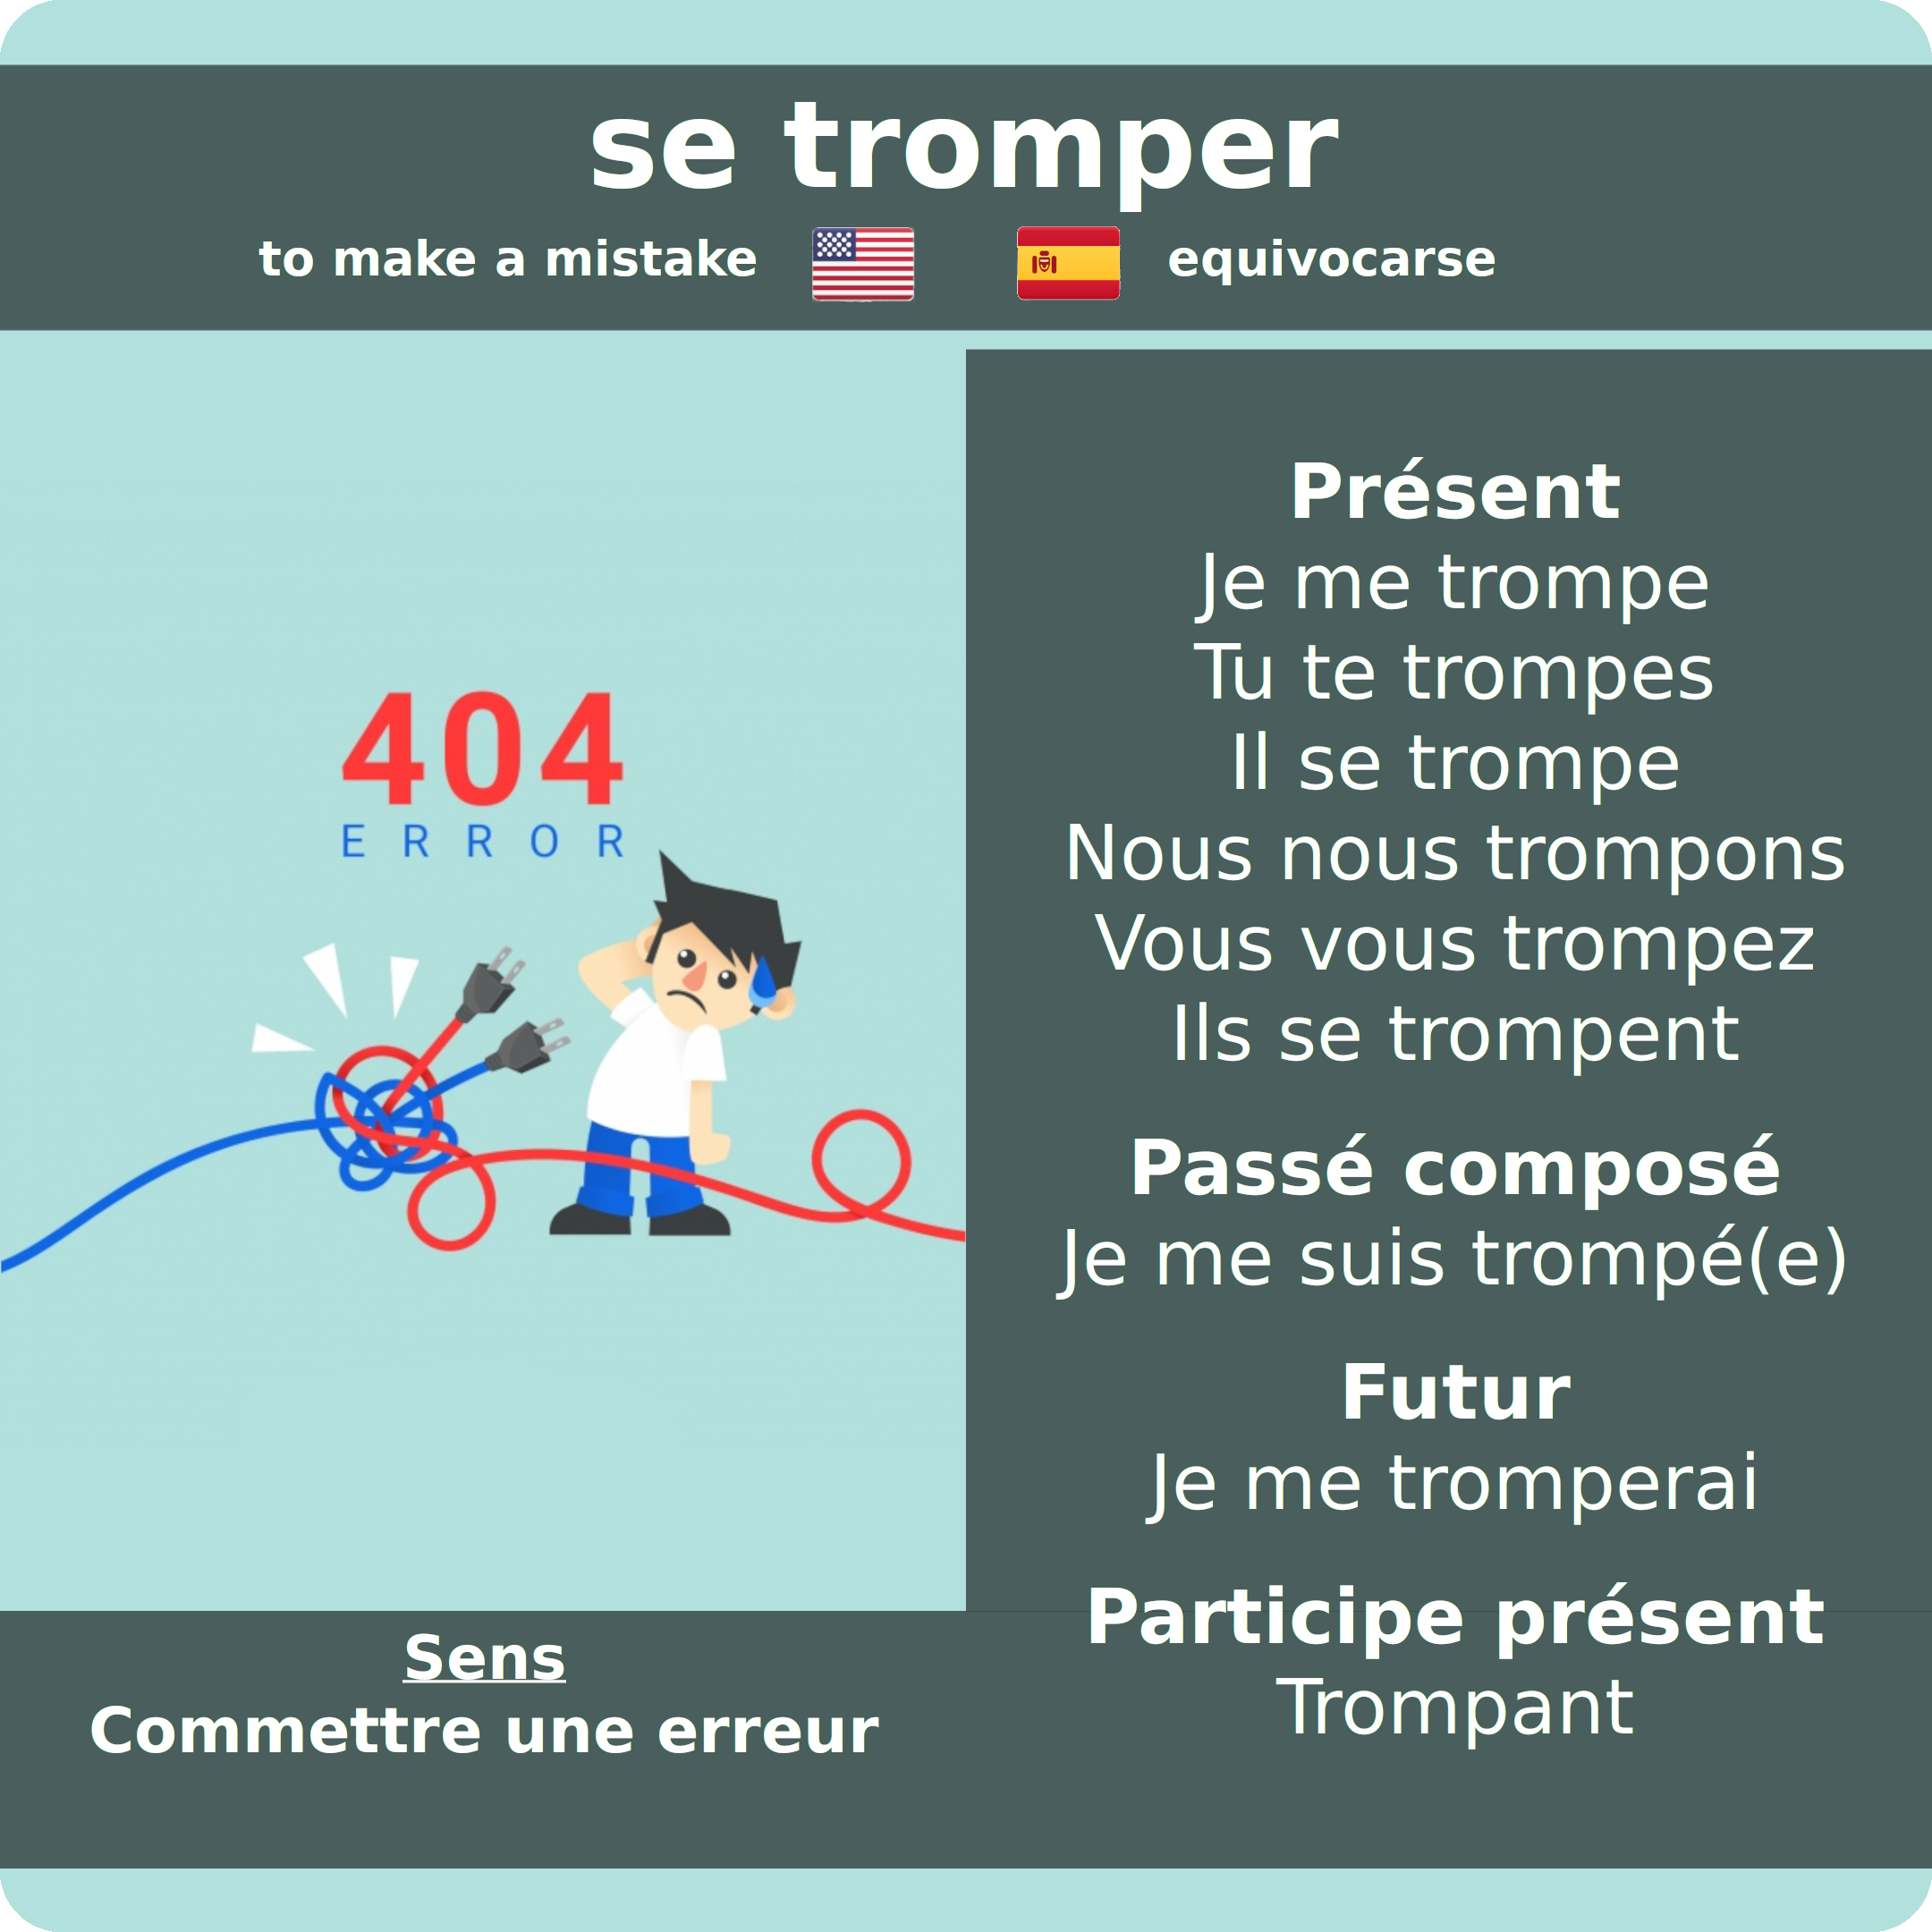 se tromper
to make a mistake equivocarse
404
ERROR
Sens
Commettre une erreur
Présent
Je me trompe
Tu te trompes
Il se trompe
Nous nous trompons
Vous vous trompez
Ils se trompent
Passé composé
Je me suis trompé(e)
Futur
Je me tromperai
Participe présent
Trompant